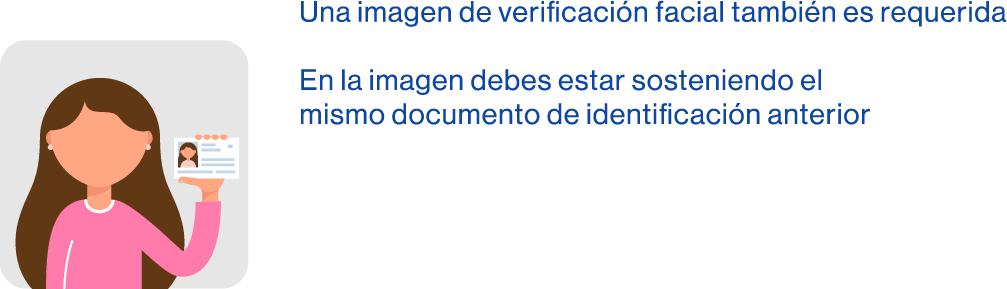 Una imagen de verificación facial también es requerida
En la imagen debes estar sosteniendo el
mismo documento de identificación anterior